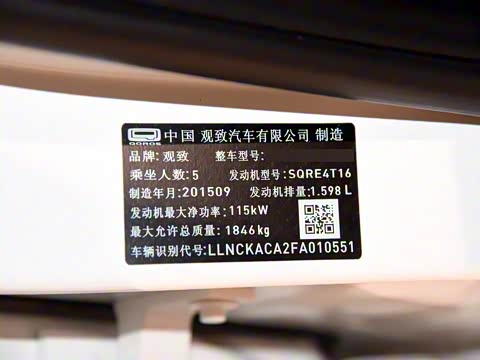 QOROS 中国 观致汽车有限公司 制造
品牌: 观致 整车型号:
乘坐人数: 5 发动机型号: SQRE4T16
制造年月: 201509 发动机排量: 1.598 L
发动机最大净功率: 115kW
最大允许总质量: 1846kg
车辆识别代号: LLNCKACA2FA010551